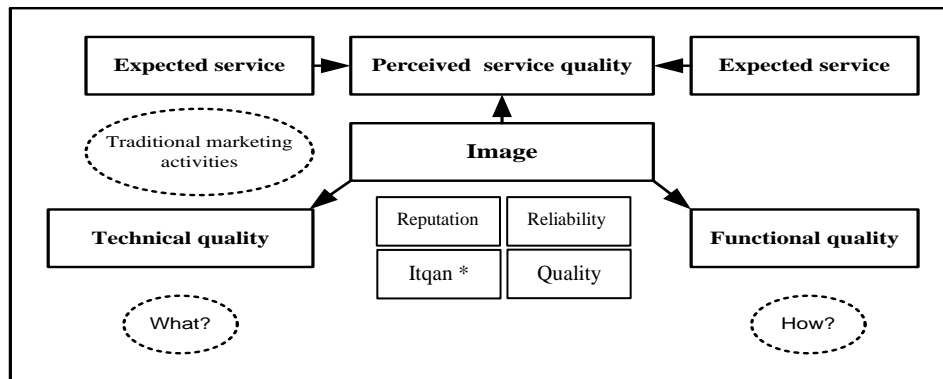 Expected service
Perceived service quality
Expected service
Traditional marketing
activities
Image
Technical quality
Reputation
Reliability
Functional quality
Itqan *
Quality
What?
How?